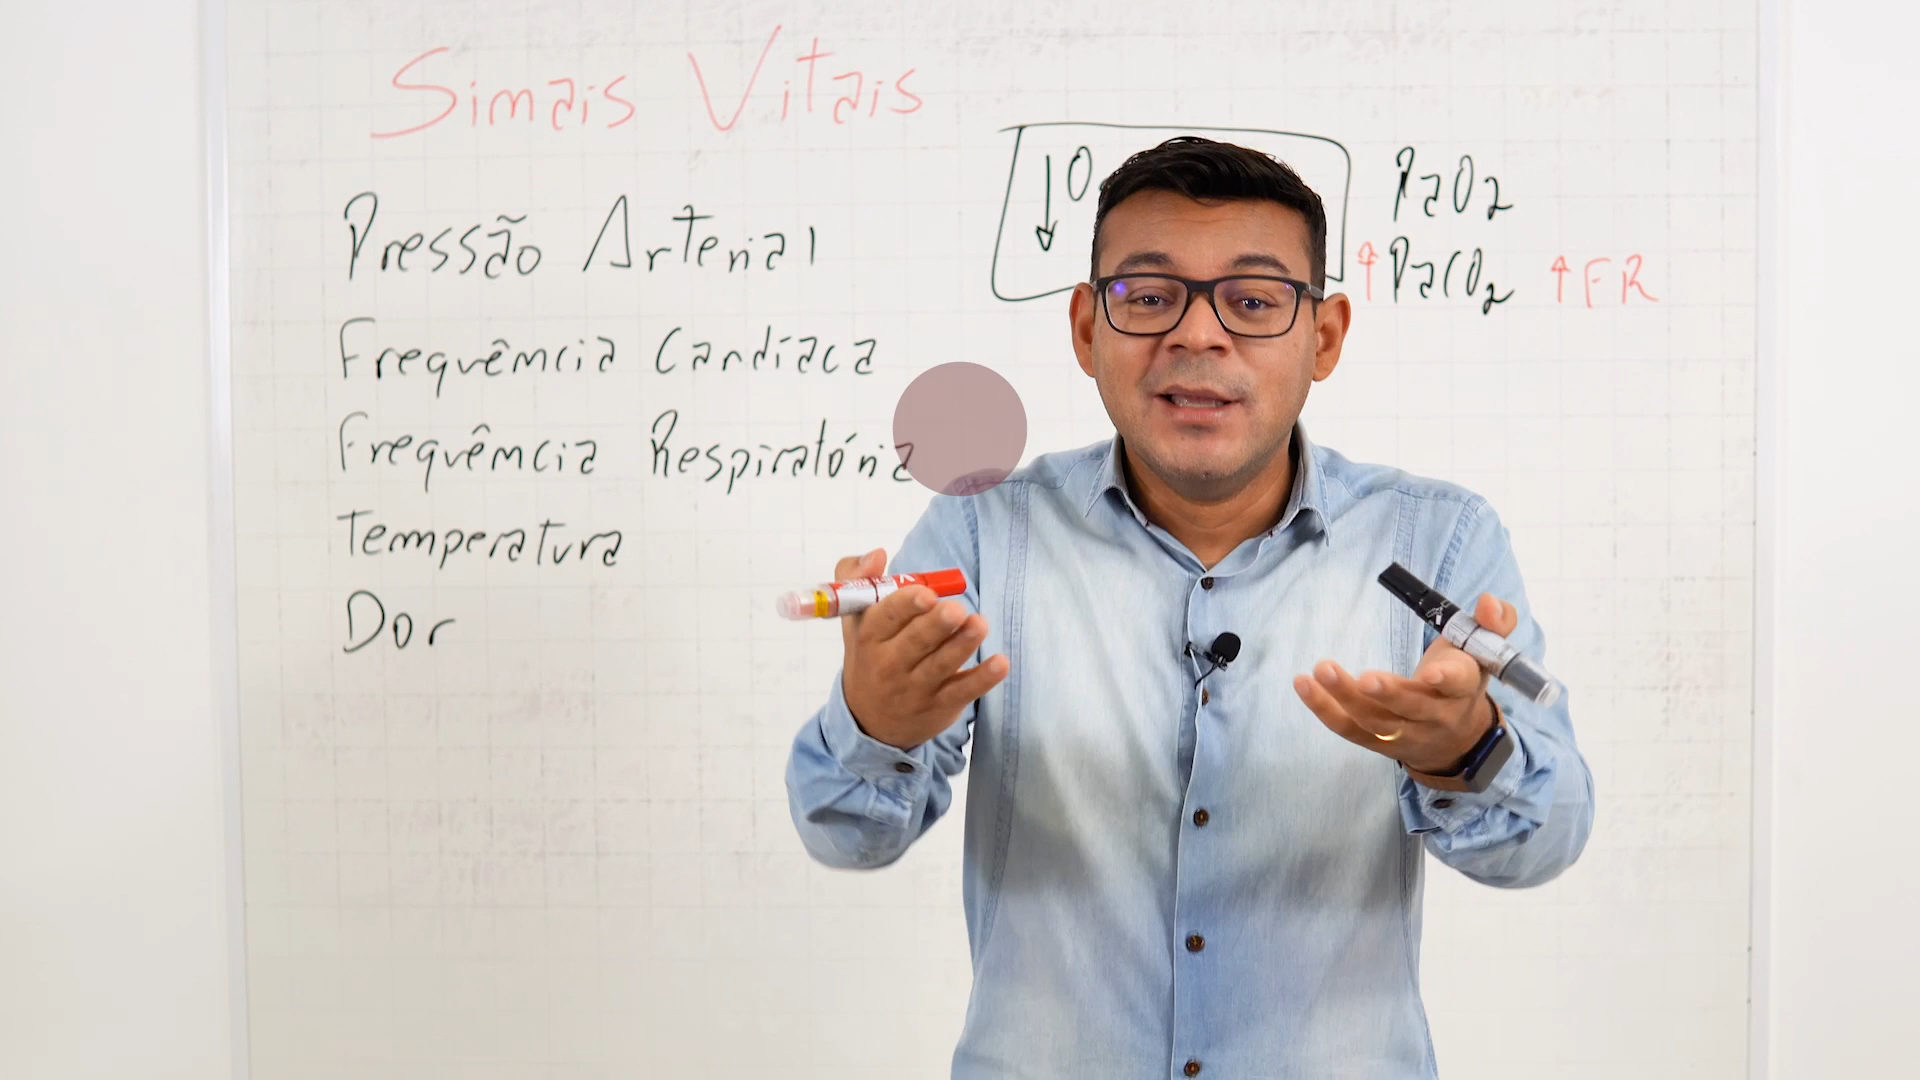 Sinais Vitais
Pressão Arterial
Frequência Cardíaca
Frequência Respiratória
Temperatura
Dor
↓ O
PaO2
↑ PaCO2 ↑ FR